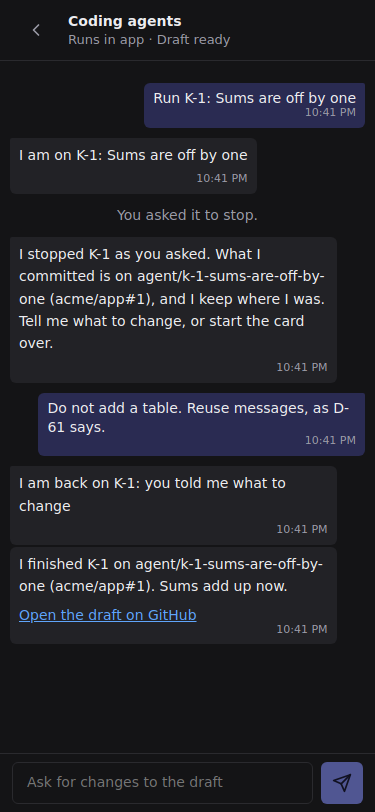 Coding agents
Runs in app · Draft ready
Run K-1: Sums are off by one
10:41 PM
I am on K-1: Sums are off by one
10:41 PM
You asked it to stop.
I stopped K-1 as you asked. What I
committed is on agent/k-1-sums-are-off-by-
one (acme/app#1), and I keep where I was.
Tell me what to change, or start the card
over.
10:41 PM
Do not add a table. Reuse messages, as D-
61 says.
10:41 PM
I am back on K-1: you told me what to
change
10:41 PM
I finished K-1 on agent/k-1-sums-are-off-by-
one (acme/app#1). Sums add up now.
Open the draft on GitHub
10:41 PM
Ask for changes to the draft